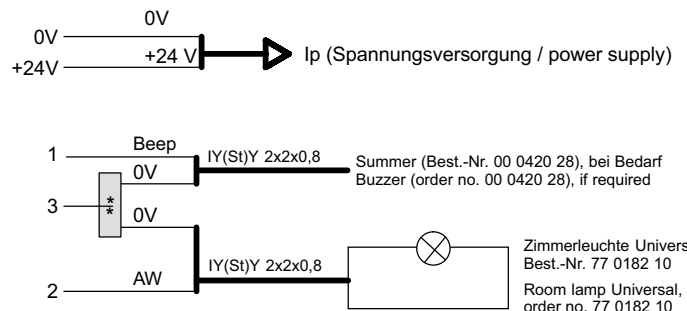 0V
0V
+24V
+24 V
Ip (Spannungsversorgung / power supply)
1
Beep
IY(St)Y 2x2x0,8
Summer (Best.-Nr. 00 0420 28), bei Bedarf
Buzzer (order no. 00 0420 28), if required
0V
3
**
0V
Zimmerleuchte Univers
Best.-Nr. 77 0182 10
IY(St)Y 2x2x0,8
AW
2
Room lamp Universal,
order no. 77 0182 10